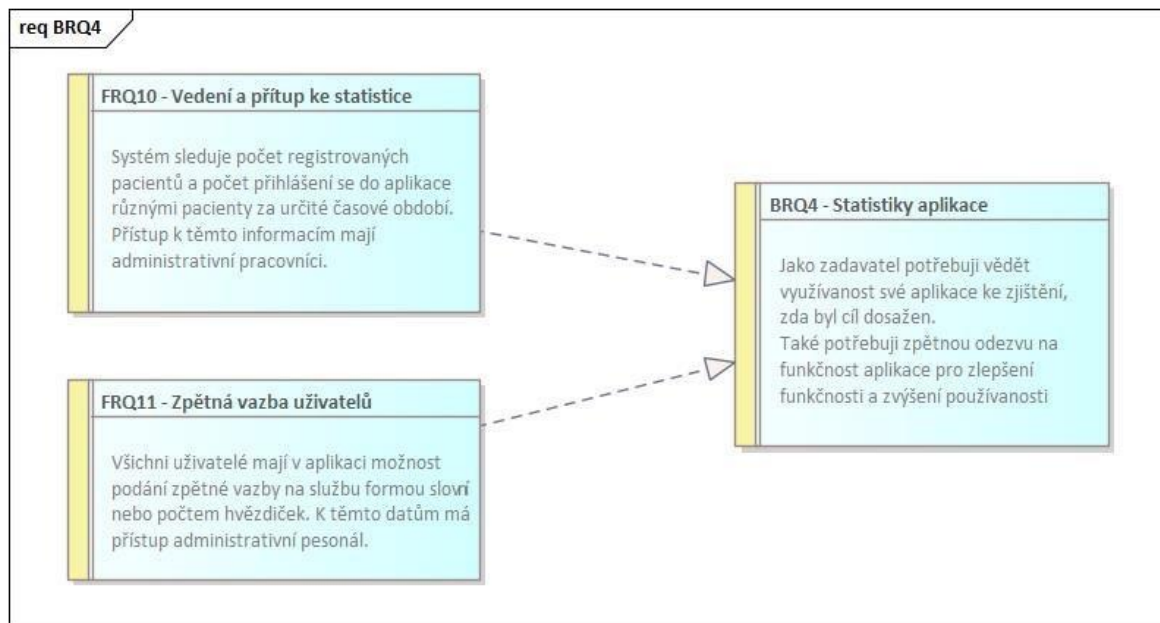 req BRQ4
FRQ10 - Vedení a přítup ke statistice
Systém sleduje počet registrovaných
pacientů a počet přihlášení se do aplikace
různými pacienty za určité časové období.
Přístup k těmto informacím mají
administrativní pracovníci.
FRQ11 - Zpětná vazba uživatelů
Všichni uživatelé mají v aplikaci možnost
podání zpětné vazby na službu formou slovní
nebo počtem hvězdiček. K těmto datům má
přístup administrativní pesonál.
BRQ4 - Statistiky aplikace
Jako zadavatel potřebuji vědět
využívanost své aplikace ke zjištění,
zda byl cíl dosažen.
Také potřebuji zpětnou odezvu na
funkčnost aplikace pro zlepšení
funkčnosti a zvýšení používanosti